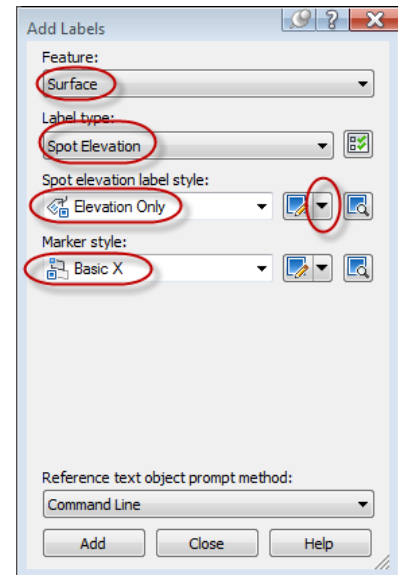 Add Labels
Feature:
Surface
Label type:
Spot Elevation
Spot elevation label style:
Elevation Only
Marker style:
Basic X
Reference text object prompt method:
Command Line
Add Close Help